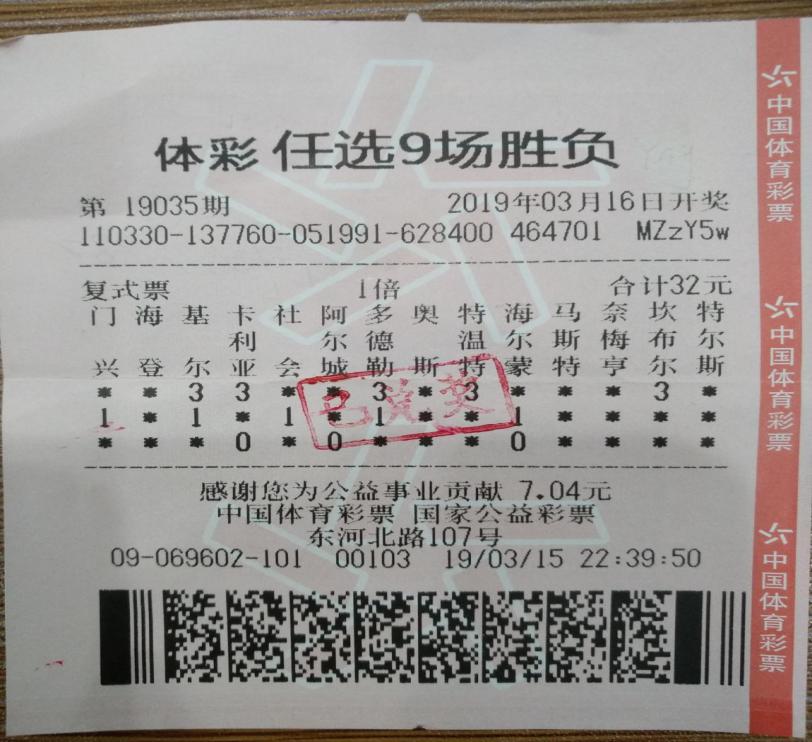 体彩 任选9场胜负
第 19035期 2019年03月16日开奖
110330-137760-051991-628400 464701 MZzY5w
复式票 1倍 合计32元
门 海 基 卡 社 阿 多 奥 特 海 马 奈 坎 特
利 尔 德 温 尔 斯 梅 布 尔
兴 登 尔 亚 会 城 勒 斯 特 蒙 特 亨 尔 斯
* * 3 3 * * 3 * 3 * * * 3 *
1 * 1 * 1 * 1 * * 1 * * * *
* * * 0 * 0 * * * 0 * * * *
已兑奖
感谢您为公益事业贡献 7.04元
中国体育彩票 国家公益彩票
东河北路107号
09-069602-101 00103 19/03/15 22:39:50
中国体育彩票
中国体育彩票
中国体育彩票